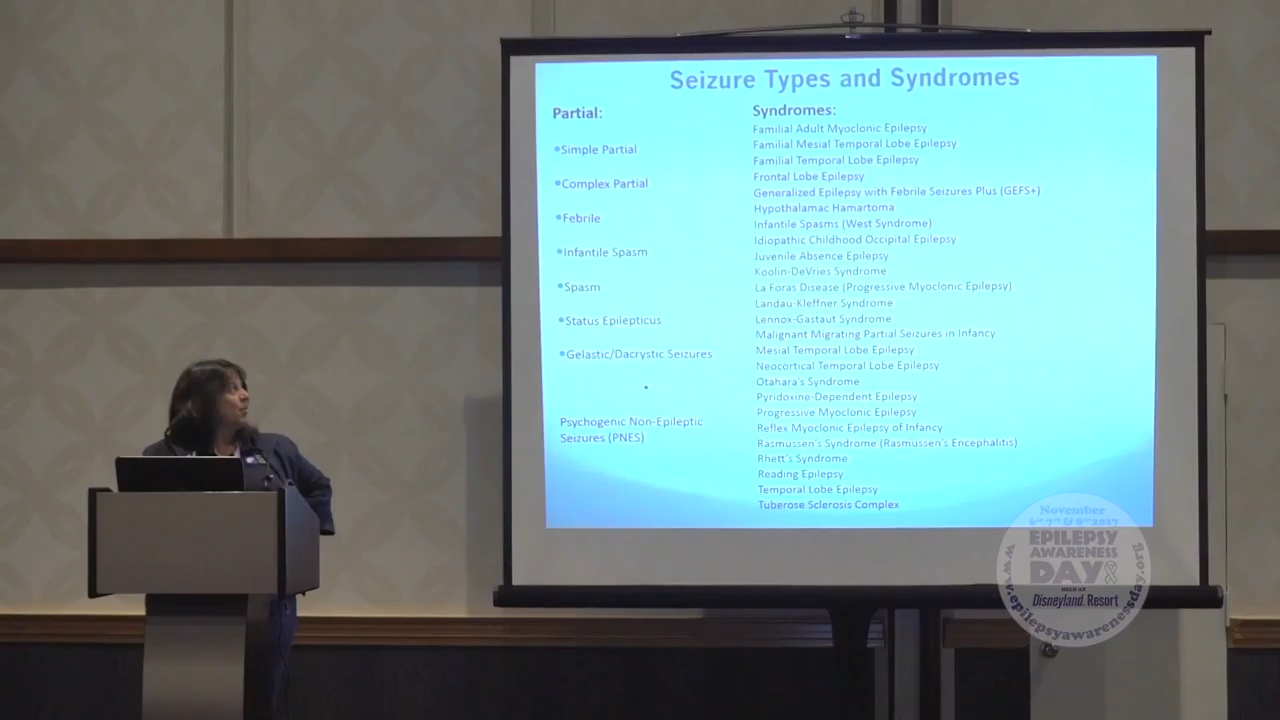 Seizure Types and Syndromes
Partial:
Simple Partial
Complex Partial
Febrile
Infantile Spasm
Spasm
Status Epilepticus
Gelastic/Dacrystic Seizures
Psychogenic Non-Epileptic
Seizures (PNES)
Syndromes:
Familial Adult Myoclonic Epilepsy
Familial Mesial Temporal Lobe Epilepsy
Familial Temporal Lobe Epilepsy
Frontal Lobe Epilepsy
Generalized Epilepsy with Febrile Seizures Plus (GEFS+)
Hypothalamac Hamartoma
Infantile Spasms (West Syndrome)
Idiopathic Childhood Occipital Epilepsy
Juvenile Absence Epilepsy
Koolin-DeVries Syndrome
La Foras Disease (Progressive Myoclonic Epilepsy)
Landau-Kleffner Syndrome
Lennox-Gastaut Syndrome
Malignant Migrating Partial Seizures in Infancy
Mesial Temporal Lobe Epilepsy
Neocortical Temporal Lobe Epilepsy
Otahara's Syndrome
Pyridoxine-Dependent Epilepsy
Progressive Myoclonic Epilepsy
Reflex Myoclonic Epilepsy of Infancy
Rasmussen's Syndrome (Rasmussen's Encephalitis)
Rhett's Syndrome
Reading Epilepsy
Temporal Lobe Epilepsy
Tuberose Sclerosis Complex
November
2017
EPILEPSY
AWARENESS
DAY
HELD AT
Disneyland Resort
www.epilepsyawarenessday.org